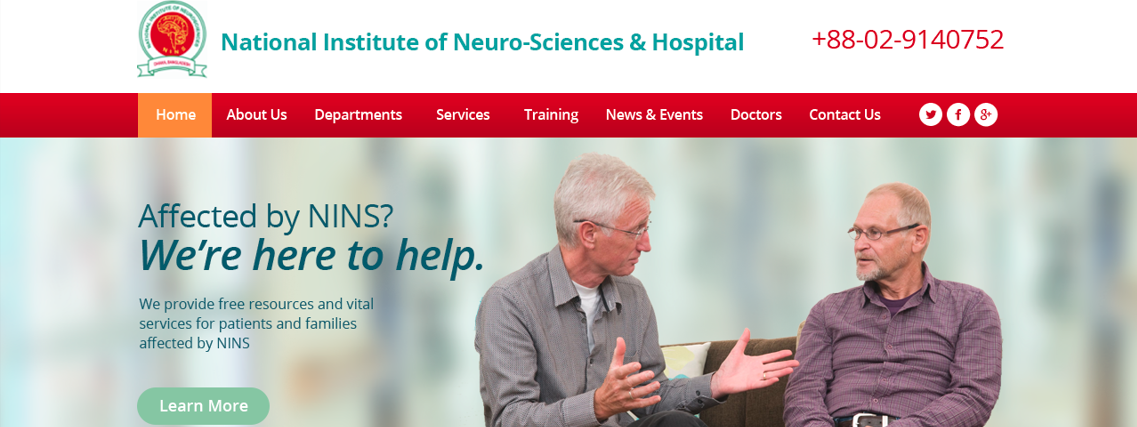 National Institute of Neuro-Sciences & Hospital
+88-02-9140752
Home About Us Departments Services Training News & Events Doctors Contact Us
Affected by NINS?
We're here to help.
We provide free resources and vital
services for patients and families
affected by NINS
Learn More